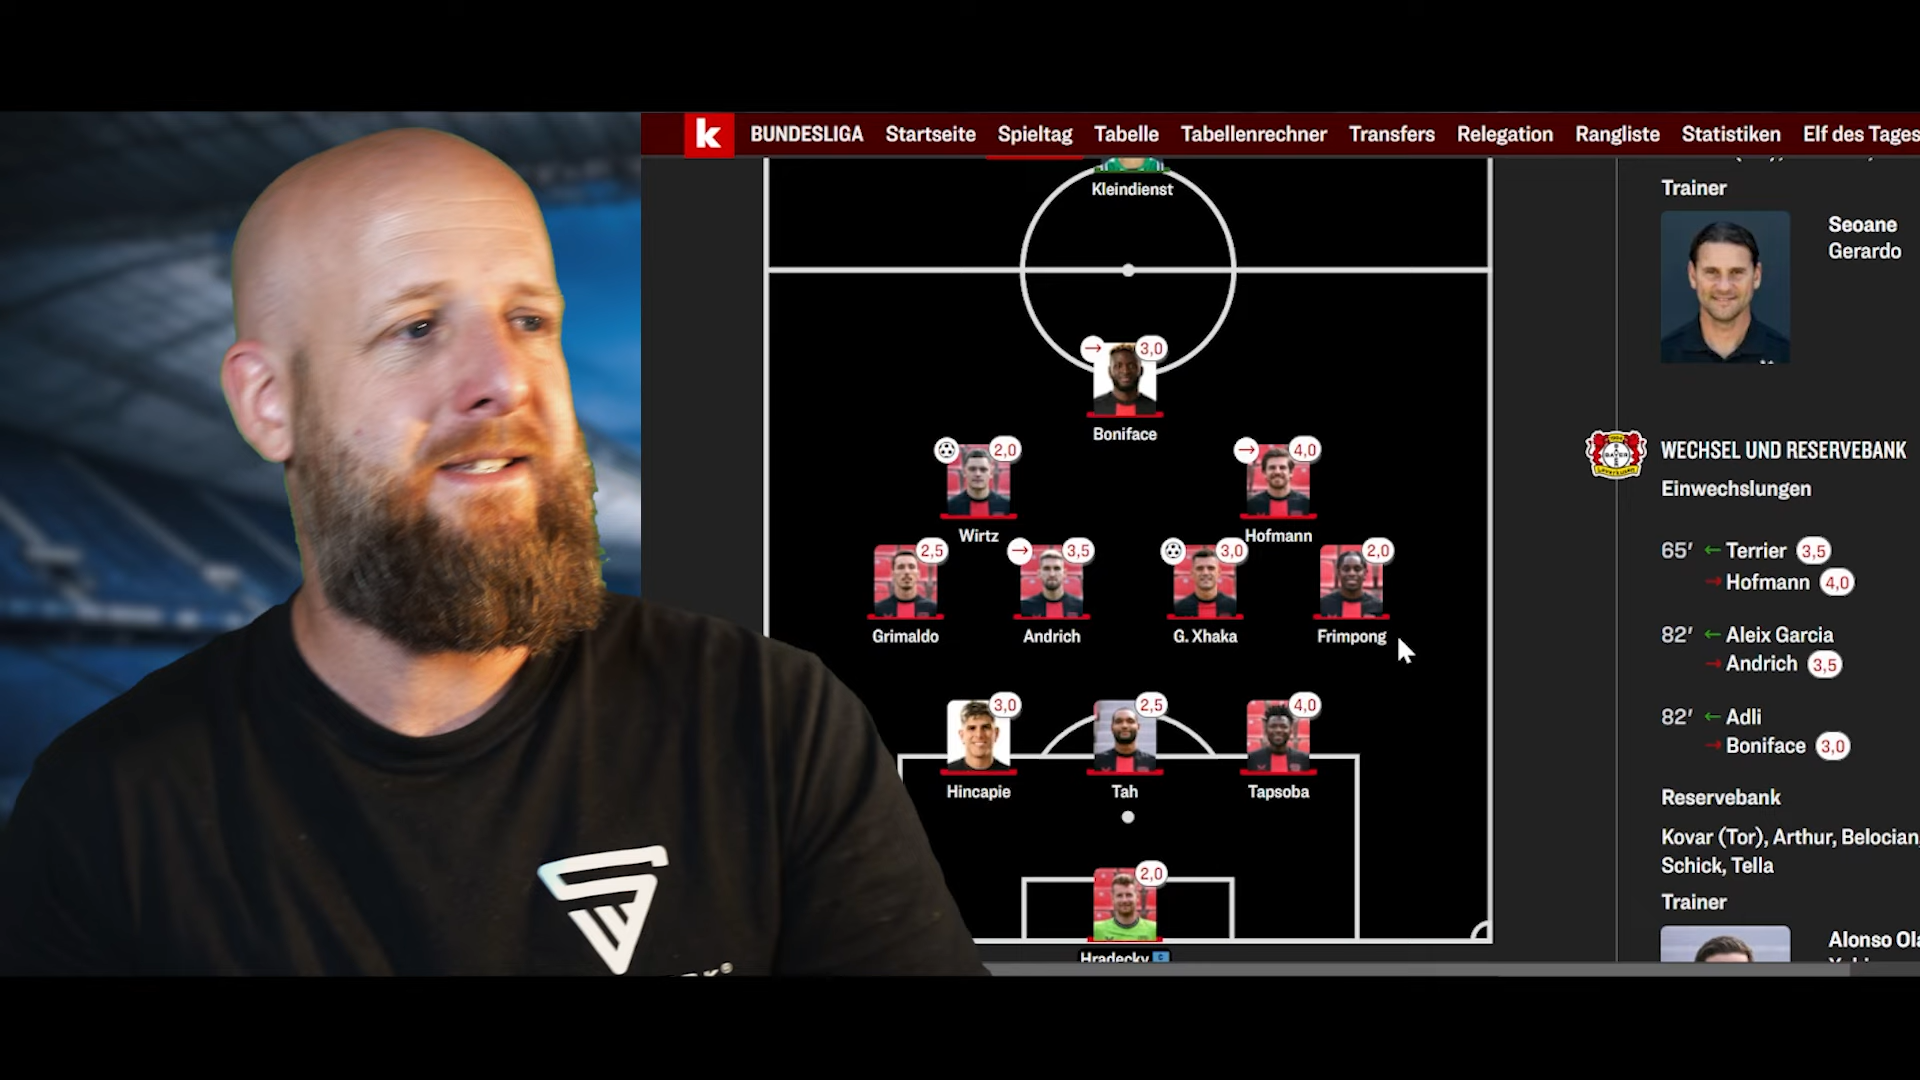 k BUNDESLIGA Startseite Spieltag Tabelle Tabellenrechner Transfers Relegation Rangliste Statistiken Elf des Tages
Kleindienst
3,0
Boniface
2,0
4,0
Wirtz
Hofmann
2,5
3,5
3,0
2,0
Grimaldo
Andrich
G. Xhaka
Frimpong
3,0
2,5
4,0
Hincapie
Tah
Tapsoba
2,0
Hradecky
Trainer
Seoane
Gerardo
WECHSEL UND RESERVEBANK
Einwechslungen
65' ← Terrier 3,5
→ Hofmann 4,0
82' ← Aleix Garcia
→ Andrich 3,5
82' ← Adli
→ Boniface 3,0
Reservebank
Kovar (Tor), Arthur, Belocian,
Schick, Tella
Trainer
Alonso